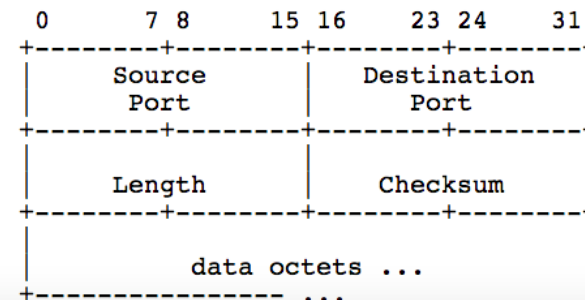 0 7 8 15 16 23 24 31
Source Destination
Port Port
Length Checksum
data octets ...
...